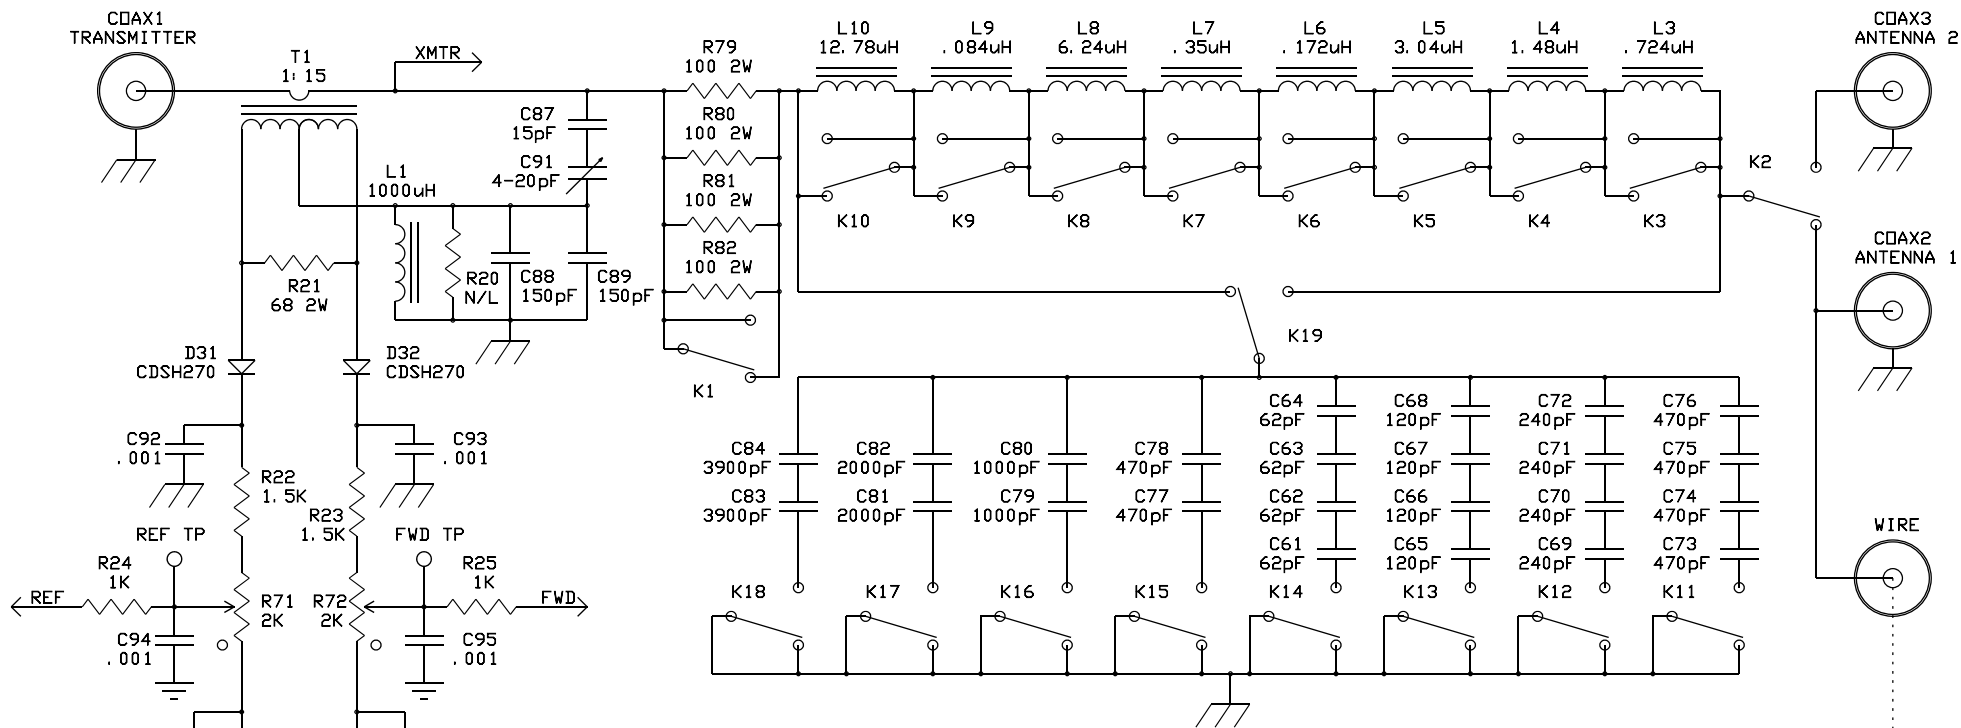 COAX1
TRANSMITTER
T1
1:15
XMTR
R79
100 2W
L10
12.78uH
L9
.084uH
L8
6.24uH
L7
.35uH
L6
.172uH
L5
3.04uH
L4
1.48uH
L3
.724uH
COAX3
ANTENNA 2
C87
15pF
R80
100 2W
C91
4-20pF
L1
1000uH
R81
100 2W
K2
K10
K9
K8
K7
K6
K5
K4
K3
R82
100 2W
COAX2
ANTENNA 1
R21
68 2W
R20
N/L
C88
150pF
C89
150pF
K19
D31
CDSH270
D32
CDSH270
K1
C64
62pF
C68
120pF
C72
240pF
C76
470pF
C92
.001
C93
.001
C84
3900pF
C82
2000pF
C80
1000pF
C78
470pF
C63
62pF
C67
120pF
C71
240pF
C75
470pF
R22
1.5K
R23
1.5K
C83
3900pF
C81
2000pF
C79
1000pF
C77
470pF
C62
62pF
C66
120pF
C70
240pF
C74
470pF
WIRE
REF TP
FWD TP
C61
62pF
C65
120pF
C69
240pF
C73
470pF
R24
1K
R25
1K
REF
R71
2K
R72
2K
FWD
K18
K17
K16
K15
K14
K13
K12
K11
C94
.001
C95
.001